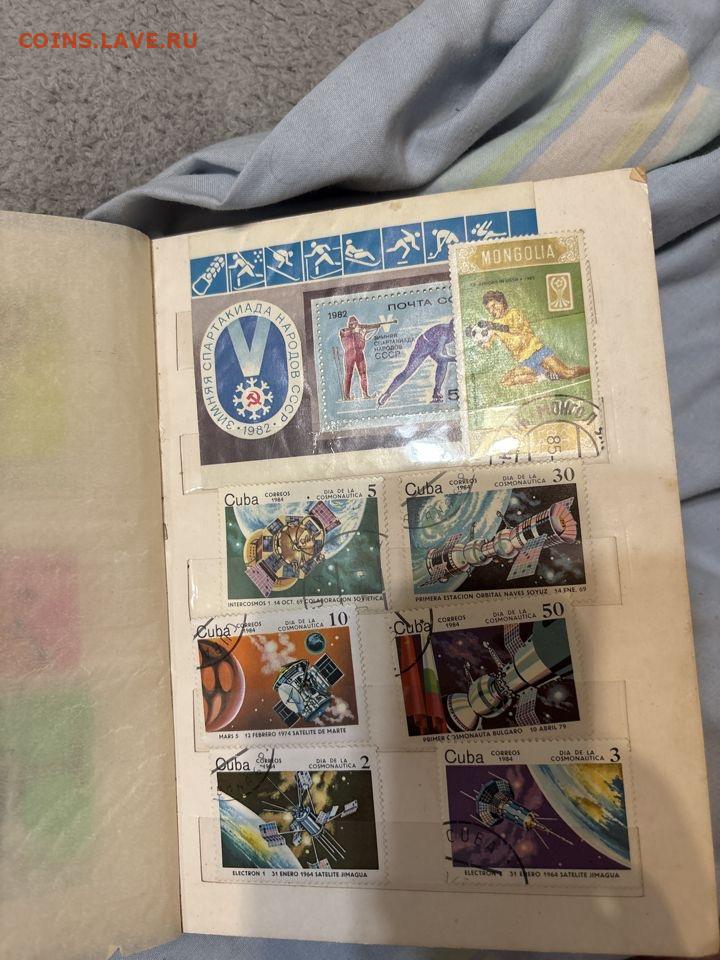 COINS.LAVE.RU
ЗИМНЯЯ СПАРТАКИАДА НАРОДОВ СССР
• 1982 •
1982
ПОЧТА СС
ЗИМНЯЯ
СПАРТАКИАДА
НАРОДОВ
СССР
5
MONGOLIA
МОНГОЛ
85-
Cuba CORREOS 1984 DIA DE LA COSMONAUTICA 5
INTERCOSMOS 1 14 OCT. 69 COLABORACION SOVIETICA
Cuba CORREOS 1984 DIA DE LA COSMONAUTICA 30
PRIMERA ESTACION ORBITAL NAVES SOYUZ 14 ENE. 69
Cuba CORREOS 1984 DIA DE LA COSMONAUTICA 10
MARS 5 12 FEBRERO 1974 SATELITE DE MARTE
Cuba CORREOS 1984 DIA DE LA COSMONAUTICA 50
PRIMER COSMONAUTA BULGARO 10 ABRIL 79
Cuba CORREOS 1984 DIA DE LA COSMONAUTICA 2
ELECTRON 1 31 ENERO 1964 SATELITE JIMAGUA
Cuba CORREOS 1984 DIA DE LA COSMONAUTICA 3
CUBA
ELECTRON 1 31 ENERO 1964 SATELITE JIMAGUA